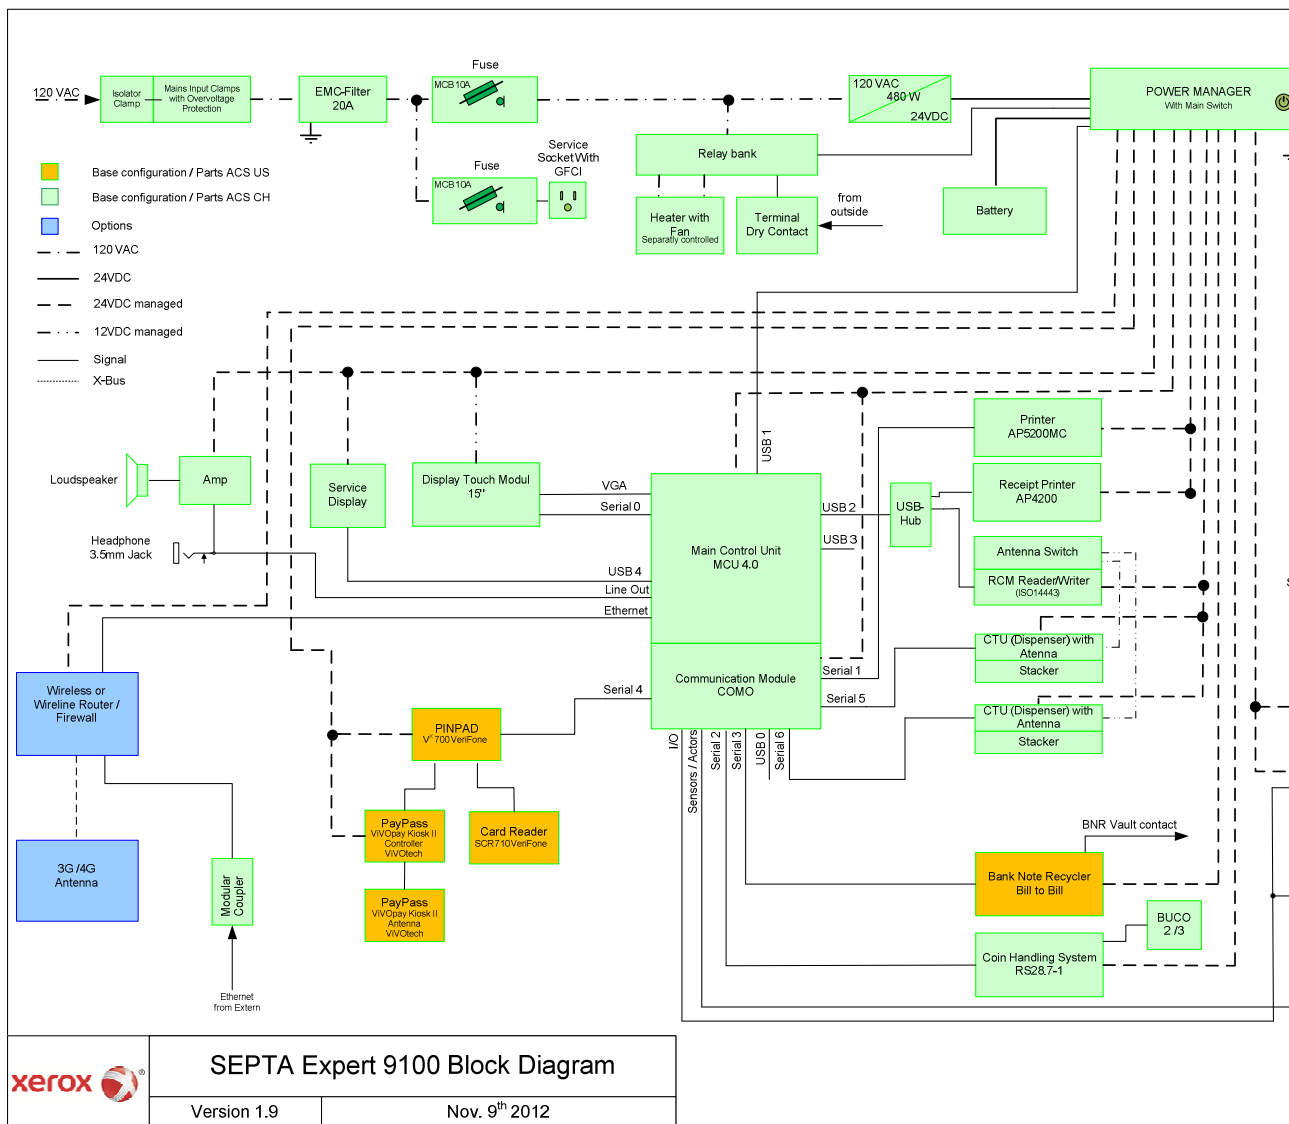 120 VAC
Isolator
Clamp
Mains Input Clamps
with Overvoltage
Protection
EMC-Filter
20A
Fuse
MCB10A
120 VAC
480 W
24VDC
POWER MANAGER
With Main Switch
Service
Socket With
GFCI
Fuse
MCB10A
Relay bank
Heater with
Fan
Separatly controlled
Terminal
Dry Contact
from
outside
Battery
Base configuration / Parts ACS US
Base configuration / Parts ACS CH
Options
120 VAC
24VDC
24VDC managed
12VDC managed
Signal
X-Bus
Loudspeaker
Amp
Headphone
3.5mm Jack
Service
Display
Display Touch Modul
15"
VGA
Serial 0
USB 4
Line Out
Ethernet
USB 1
Main Control Unit
MCU 4.0
USB 2
USB 3
USB-
Hub
Printer
AP5200MC
Receipt Printer
AP4200
Antenna Switch
RCM Reader/Writer
(ISO14443)
CTU (Dispenser) with
Atenna
Stacker
CTU (Dispenser) with
Antenna
Stacker
Communication Module
COMO
Serial 1
Serial 5
Serial 4
I/O
Sensors / Actors
Serial 2
Serial 3
USB 0
Serial 6
Wireless or
Wireline Router /
Firewall
3G /4G
Antenna
Modular
Coupler
Ethernet
from Extern
PINPAD
Vx 700 VeriFone
PayPass
ViVOpay Kiosk II
Controller
ViVOtech
Card Reader
SCR710 VeriFone
PayPass
ViVOpay Kiosk II
Antenna
ViVOtech
BNR Vault contact
Bank Note Recycler
Bill to Bill
BUCO
2 /3
Coin Handling System
RS28.7-1
xerox ®
SEPTA Expert 9100 Block Diagram
Version 1.9
Nov. 9th 2012